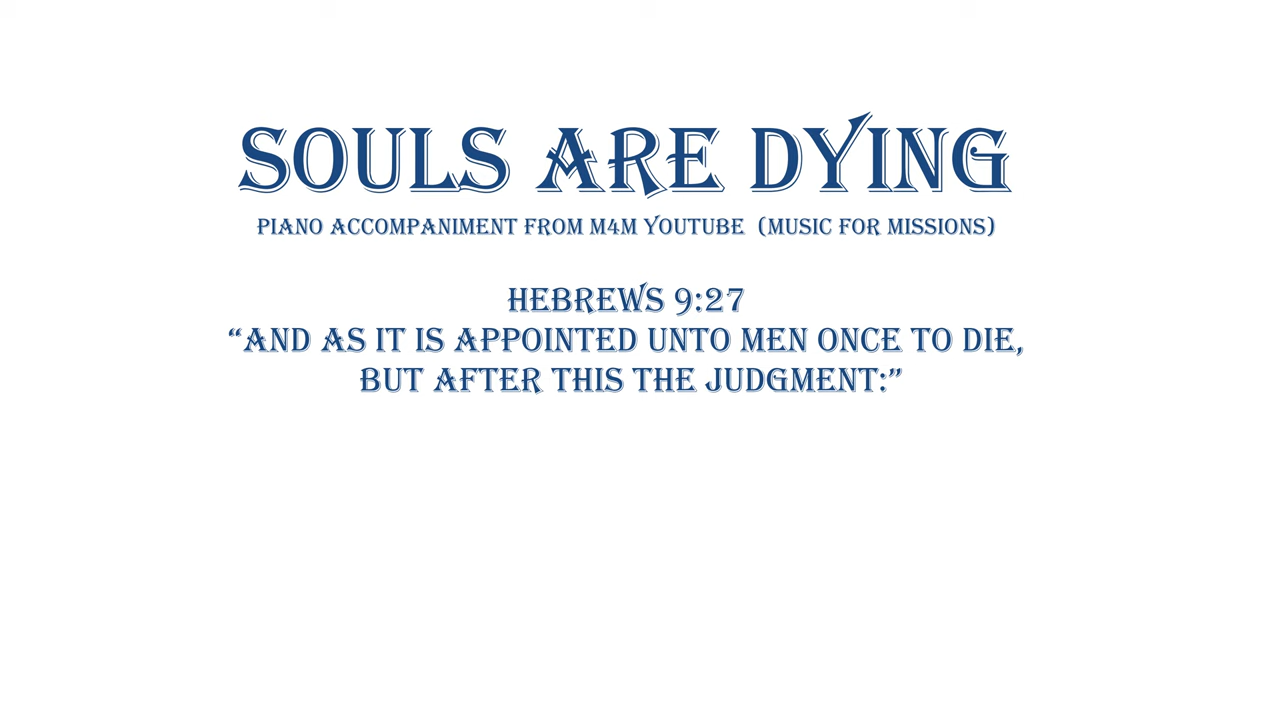 SOULS ARE DYING
PIANO ACCOMPANIMENT FROM M4M YOUTUBE (MUSIC FOR MISSIONS)
HEBREWS 9:27
“AND AS IT IS APPOINTED UNTO MEN ONCE TO DIE,
BUT AFTER THIS THE JUDGMENT:”